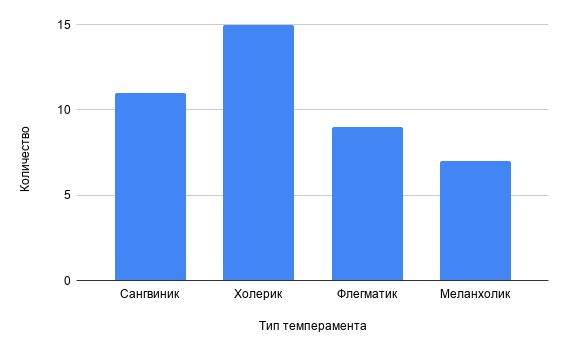 15
10
5
0
Количество
Сангвиник Холерик Флегматик Меланхолик
Тип темперамента